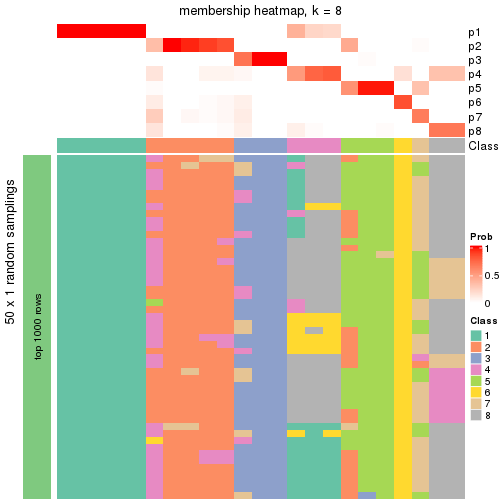 membership heatmap, k = 8
p1
p2
p3
p4
p5
p6
p7
p8
Class
50 x 1 random samplings
top 1000 rows
Prob
1
0.5
0
Class
1
2
3
4
5
6
7
8